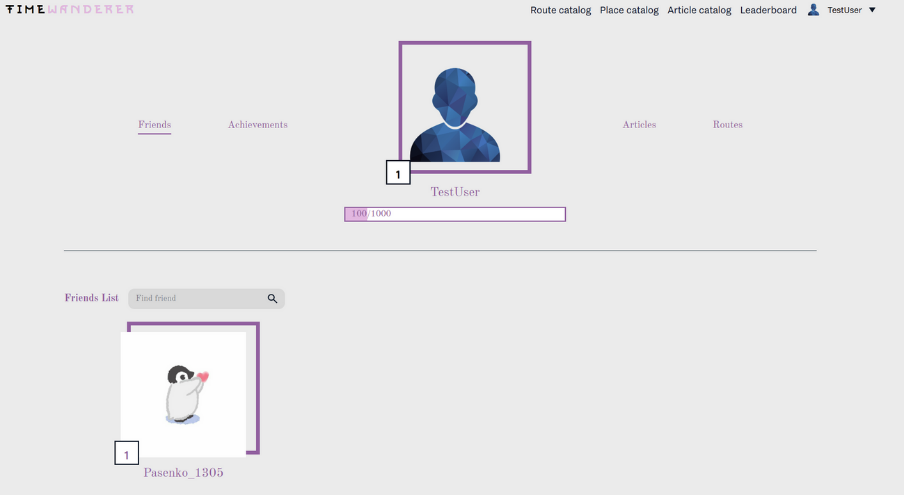 TIMEWANDERER
Route catalog Place catalog Article catalog Leaderboard TestUser
Friends Achievements Articles Routes
1
TestUser
100/1000
Friends List Find friend
1
Pasenko_1305